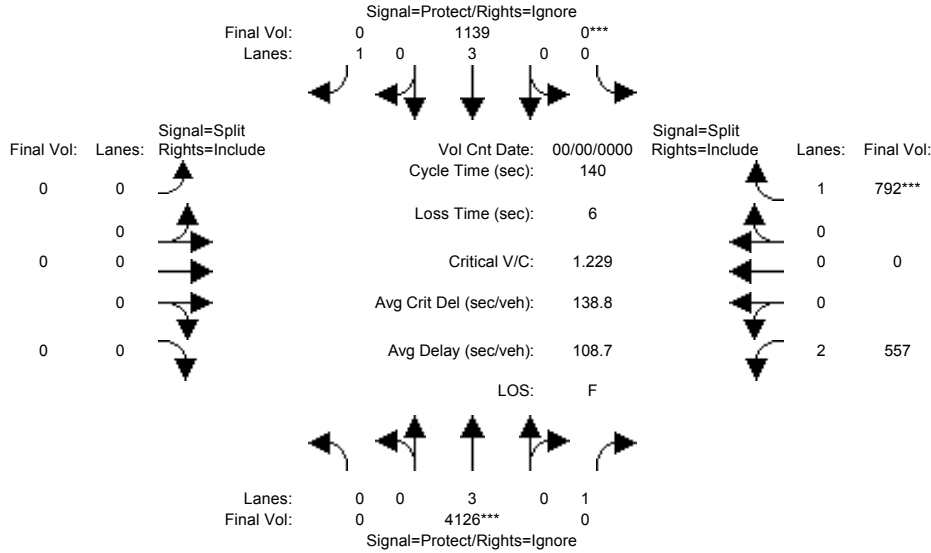 Signal=Protect/Rights=Ignore
Final Vol: 0 1139 0***
Lanes: 1 0 3 0 0
Signal=Split Signal=Split
Final Vol: Lanes: Rights=Include Vol Cnt Date: 00/00/0000 Rights=Include Lanes: Final Vol:
Cycle Time (sec): 140
0 0 1 792***
Loss Time (sec): 6
0 0
0 0 Critical V/C: 1.229 0 0
0 Avg Crit Del (sec/veh): 138.8 0
0 0 Avg Delay (sec/veh): 108.7 2 557
LOS: F
Lanes: 0 0 3 0 1
Final Vol: 0 4126*** 0
Signal=Protect/Rights=Ignore